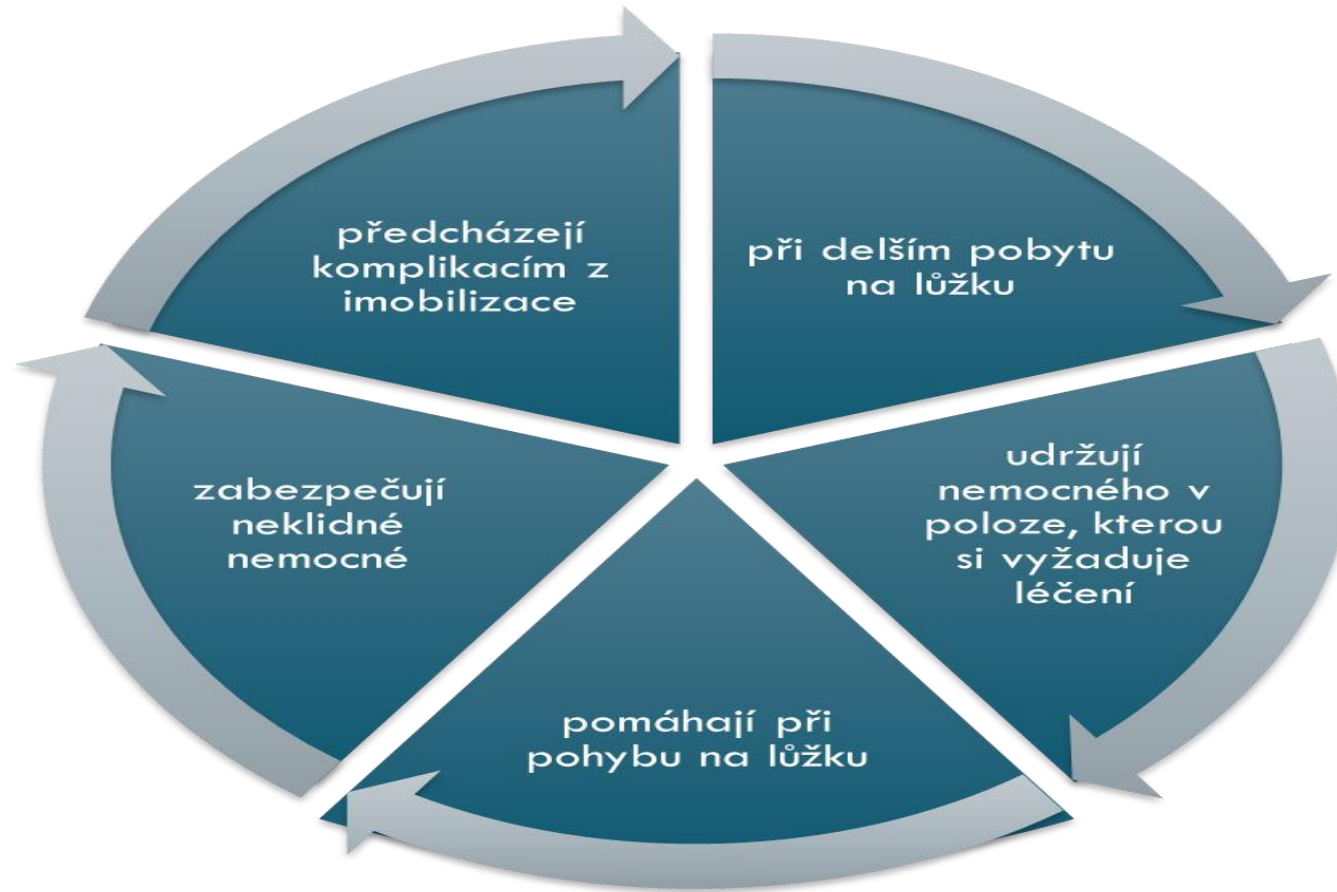 předcházejí
komplikacím z
imobilizace
při delším pobytu
na lůžku
udržují
nemocného v
poloze, kterou
si vyžaduje
léčení
pomáhají při
pohybu na lůžku
zabezpečují
neklidné
nemocné